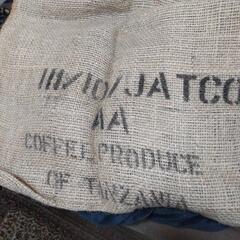 III/10/JATCO
AA
COFFEE PRODUCE
OF TANZANIA